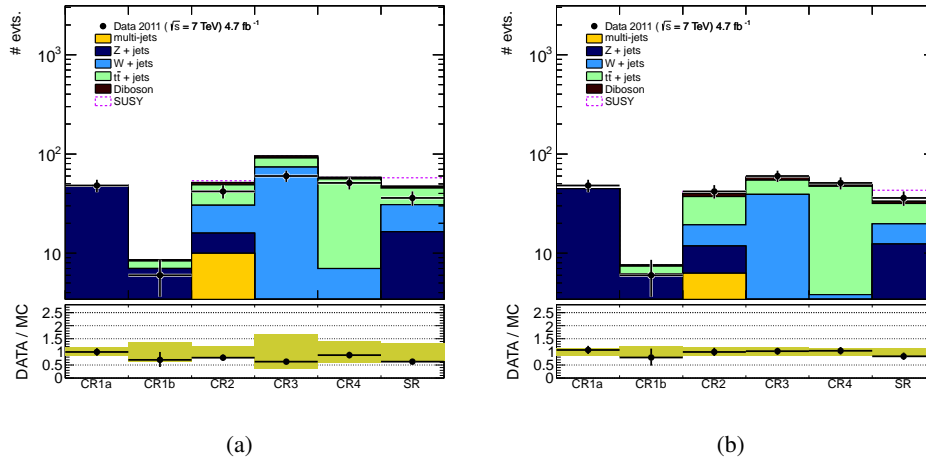 # evts.
Data 2011 ( √s = 7 TeV) 4.7 fb⁻¹
multi-jets
Z + jets
W + jets
tt̄ + jets
Diboson
SUSY
10³
10²
10
DATA / MC
2.5
2
1.5
1
0.5
0
CR1a CR1b CR2 CR3 CR4 SR
(a)
# evts.
Data 2011 ( √s = 7 TeV) 4.7 fb⁻¹
multi-jets
Z + jets
W + jets
tt̄ + jets
Diboson
SUSY
10³
10²
10
DATA / MC
2.5
2
1.5
1
0.5
0
CR1a CR1b CR2 CR3 CR4 SR
(b)